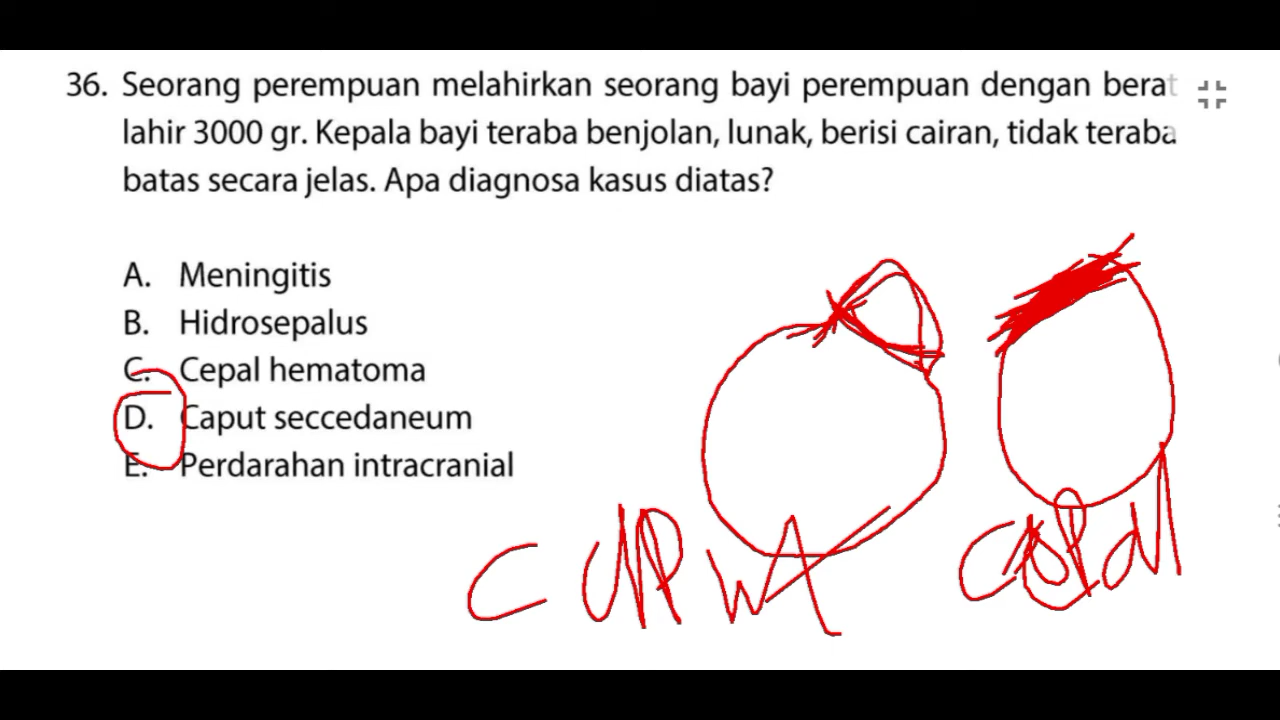 36. Seorang perempuan melahirkan seorang bayi perempuan dengan berat
lahir 3000 gr. Kepala bayi teraba benjolan, lunak, berisi cairan, tidak teraba
batas secara jelas. Apa diagnosa kasus diatas?
A. Meningitis
B. Hidrosepalus
C. Cepal hematoma
D. Caput seccedaneum
E. Perdarahan intracranial